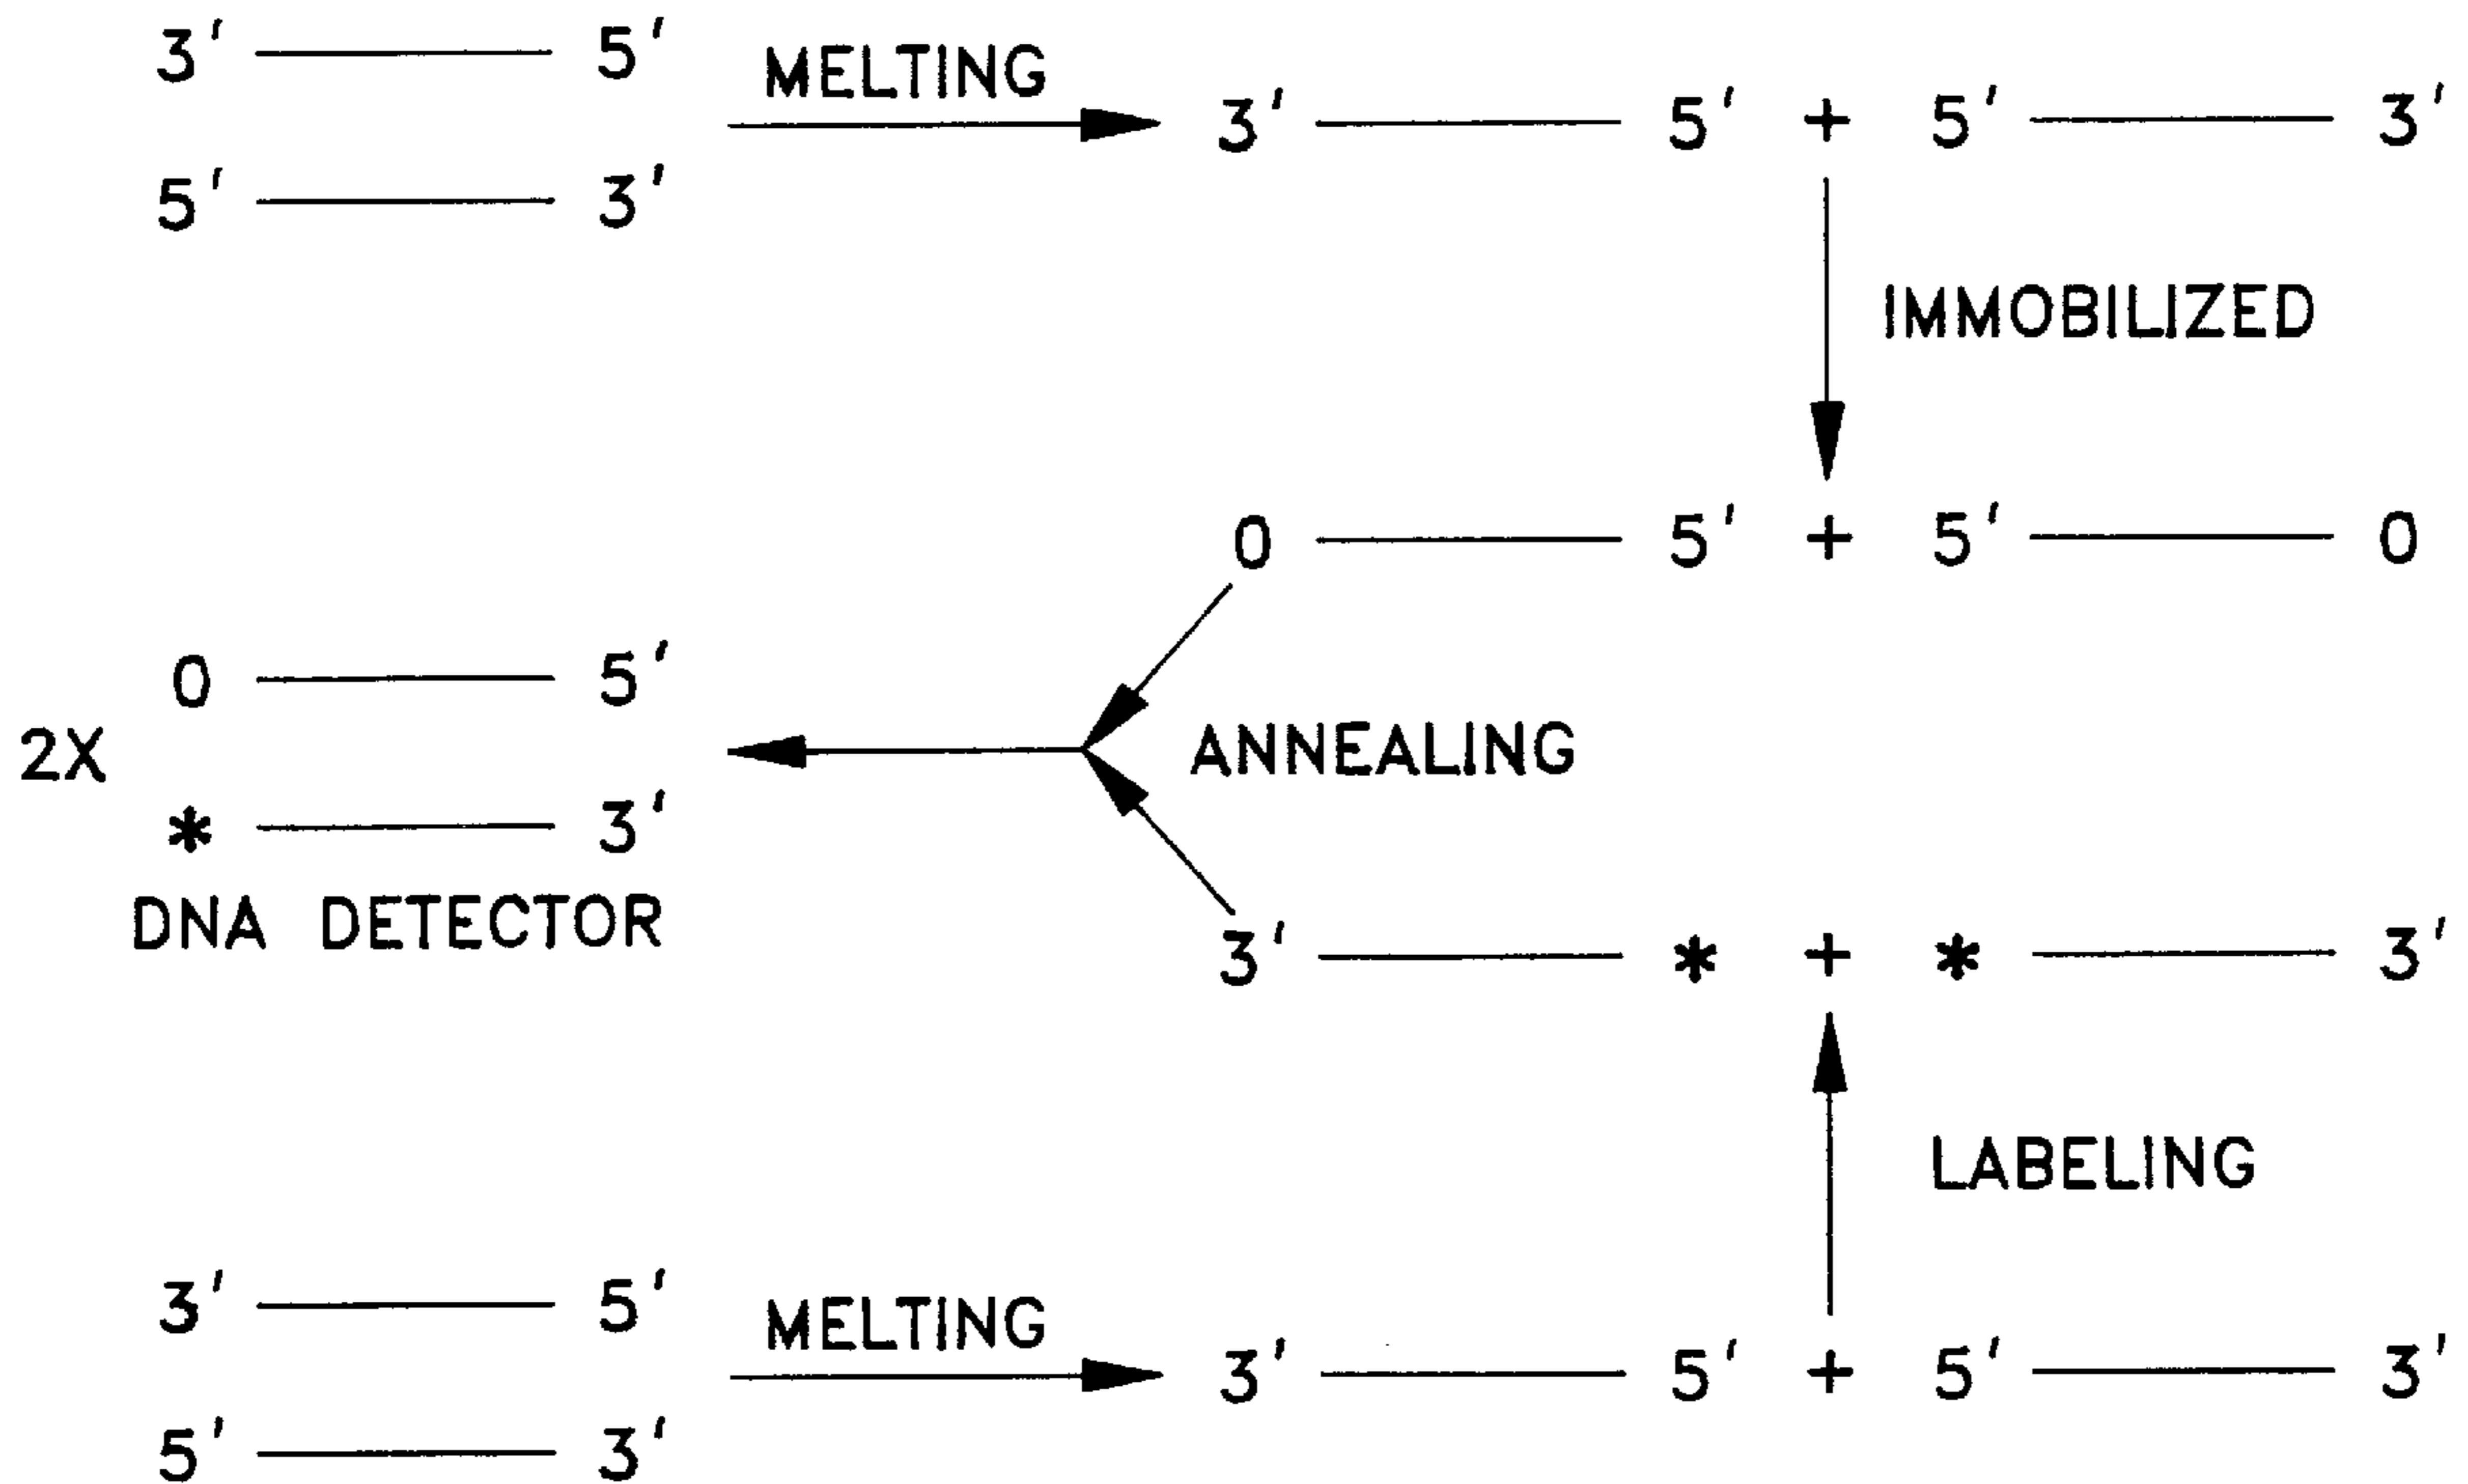 3' 5'
MELTING
3' 5' + 5' 3'
5' 3'
IMMOBILIZED
0 5' + 5' 0
0 5'
2X
ANNEALING
* 3'
DNA DETECTOR
3' * + * 3'
LABELING
3' 5'
MELTING
3' 5' + 5' 3'
5' 3'